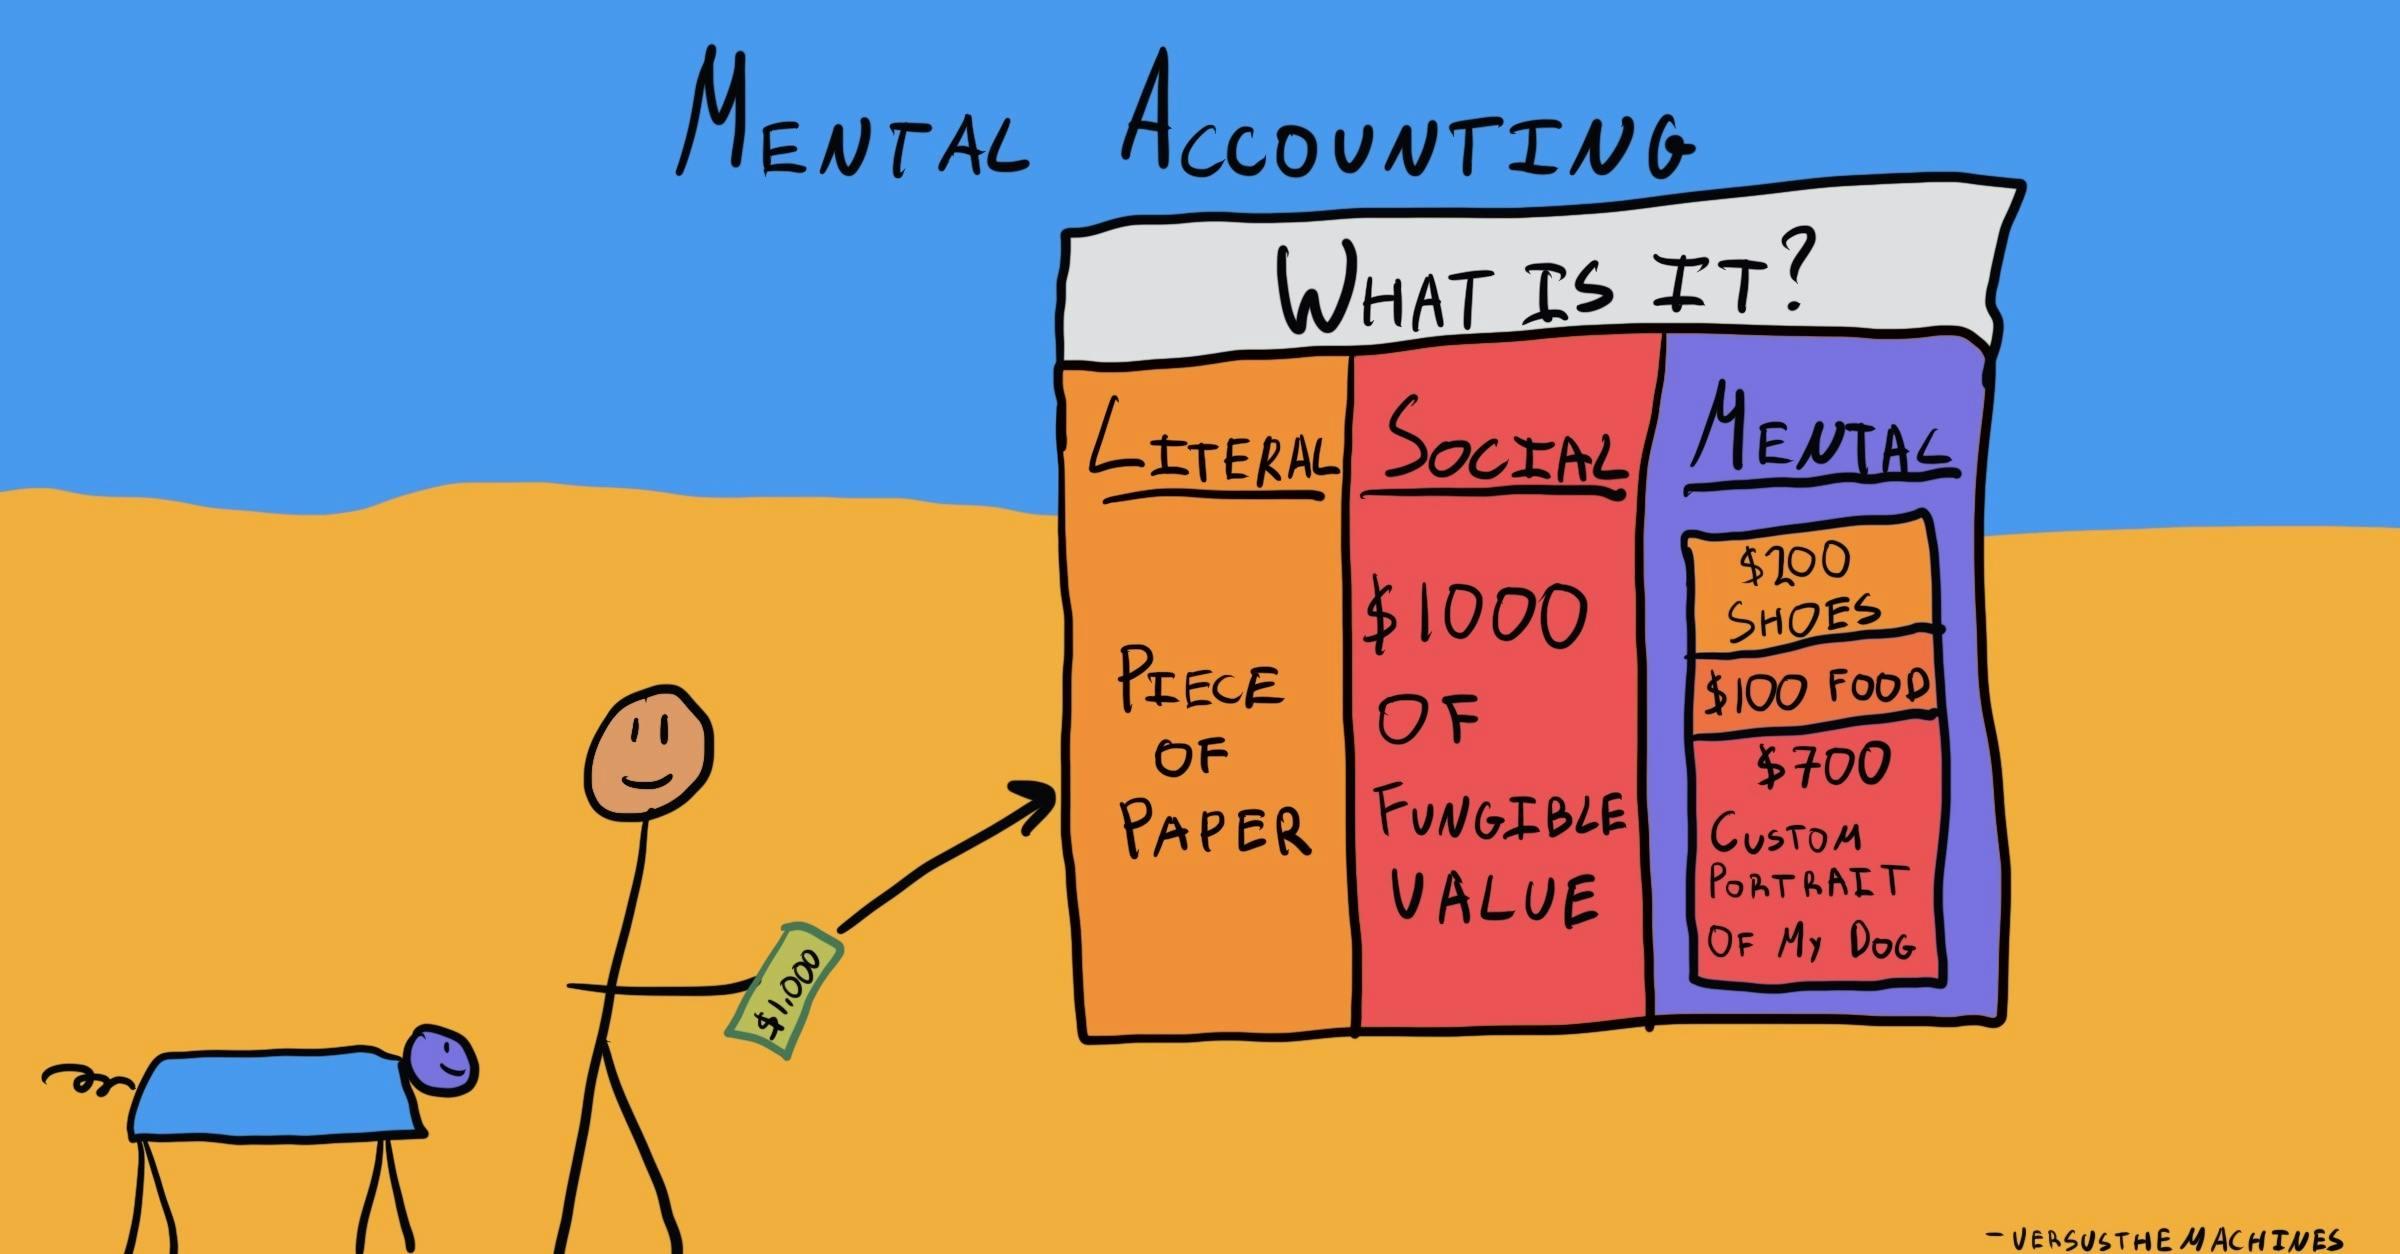 MENTAL ACCOUNTING
WHAT IS IT?
LITERAL
PIECE
OF
PAPER
SOCIAL
$1000
OF
FUNGIBLE
VALUE
MENTAL
$200
SHOES
$100 FOOD
$700
CUSTOM
PORTRAIT
OF MY DOG
$1,000
-VERSUSTHEMACHINES